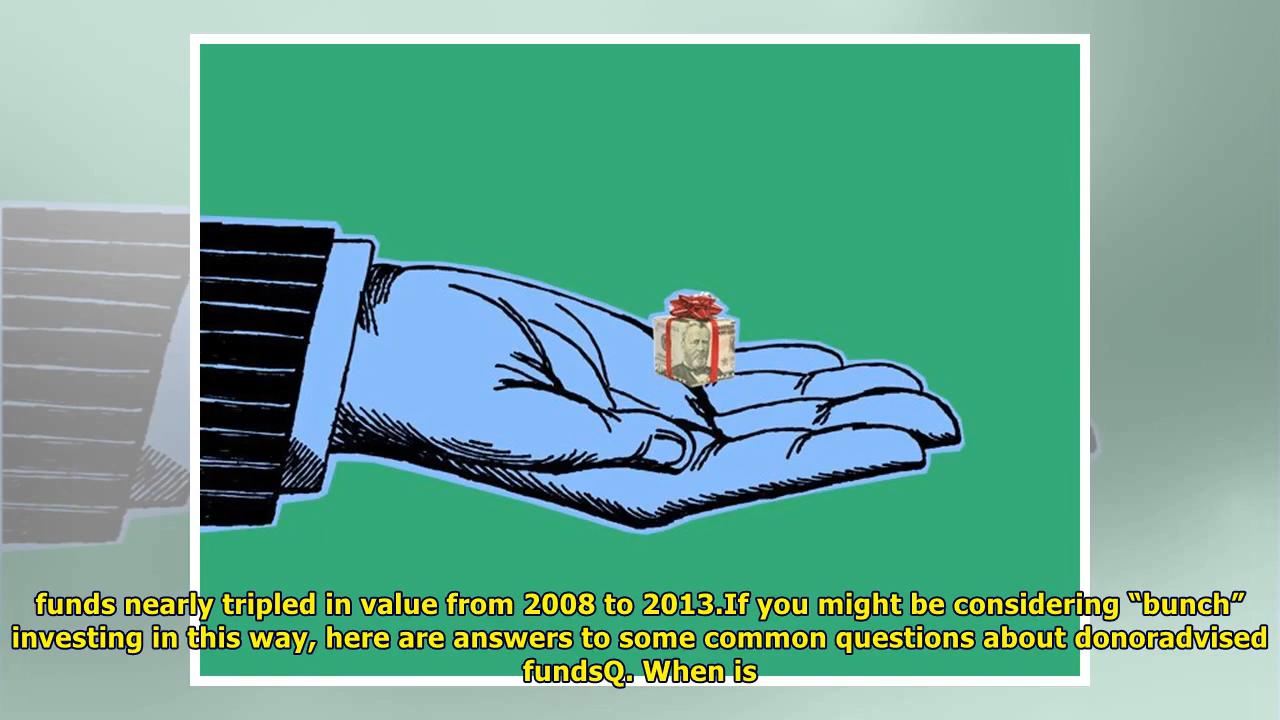 funds nearly tripled in value from 2008 to 2013.If you might be considering “bunch”
investing in this way, here are answers to some common questions about donoradvised
fundsQ. When is